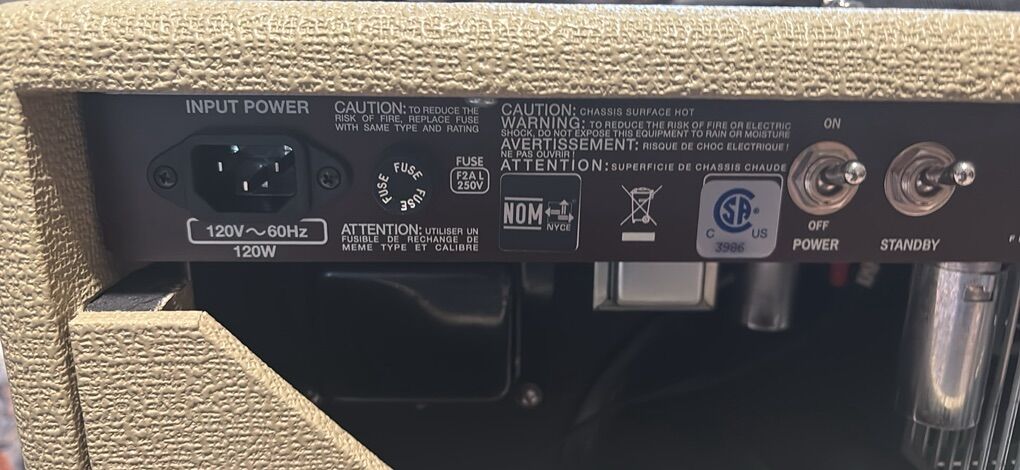 INPUT POWER
120V～60Hz
120W
CAUTION: TO REDUCE THE
RISK OF FIRE, REPLACE FUSE
WITH SAME TYPE AND RATING
FUSE FUSE FUSE
FUSE
F2A L
250V
ATTENTION: UTILISER UN
FUSIBLE DE RECHANGE DE
MEME TYPE ET CALIBRE
CAUTION: CHASSIS SURFACE HOT
WARNING: TO REDUCE THE RISK OF FIRE OR ELECTRIC
SHOCK, DO NOT EXPOSE THIS EQUIPMENT TO RAIN OR MOISTURE
AVERTISSEMENT: RISQUE DE CHOC ELECTRIQUE!
NE PAS OUVRIR!
ATTENTION: SUPERFICIE DE CHASSIS CHAUDE
NOM
NYCE
SA ®
C US
3986
ON
OFF
POWER
STANDBY